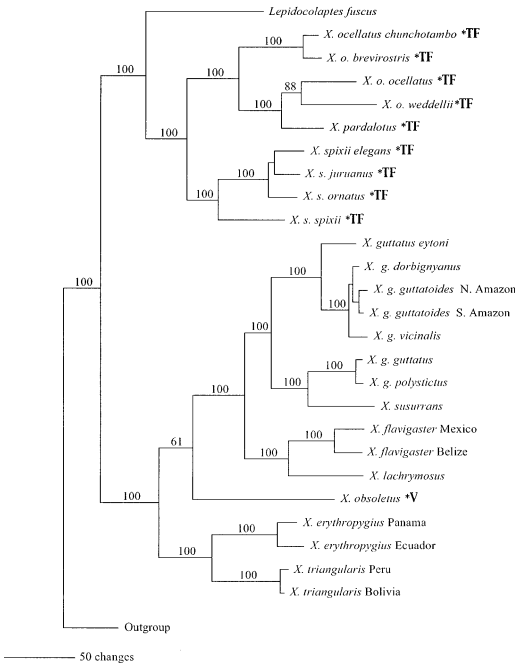 Lepidocolaptes fuscus
100
X. ocellatus chunchotambo *TF
100
X. o. brevirostris *TF
100
88
X. o. ocellatus *TF
100
X. o. weddellii*TF
X. pardalotus *TF
100
X. spixii elegans *TF
100
X. s. juruanus *TF
100
X. s. ornatus *TF
X. s. spixii *TF
X. guttatus eytoni
100
X. g. dorbignyanus
100
X. g. guttatoides N. Amazon
100
X. g. guttatoides S. Amazon
100
X. g. vicinalis
100
X. g. guttatus
100
X. g. polystictus
100
X. susurrans
100
X. flavigaster Mexico
61
100
X. flavigaster Belize
X. lachrymosus
100
X. obsoletus *V
100
X. erythropygius Panama
100
X. erythropygius Ecuador
100
X. triangularis Peru
X. triangularis Bolivia
Outgroup
50 changes